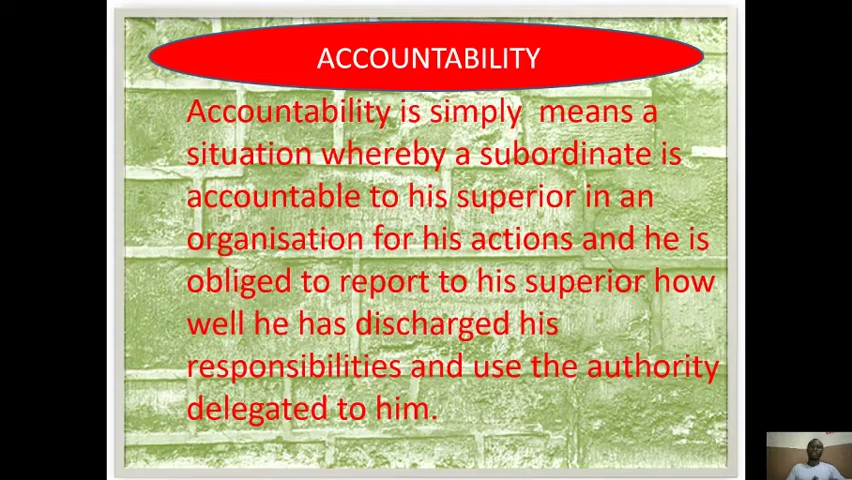 ACCOUNTABILITY
Accountability is simply  means a
situation whereby a subordinate is
accountable to his superior in an
organisation for his actions and he is
obliged to report to his superior how
well he has discharged his
responsibilities and use the authority
delegated to him.